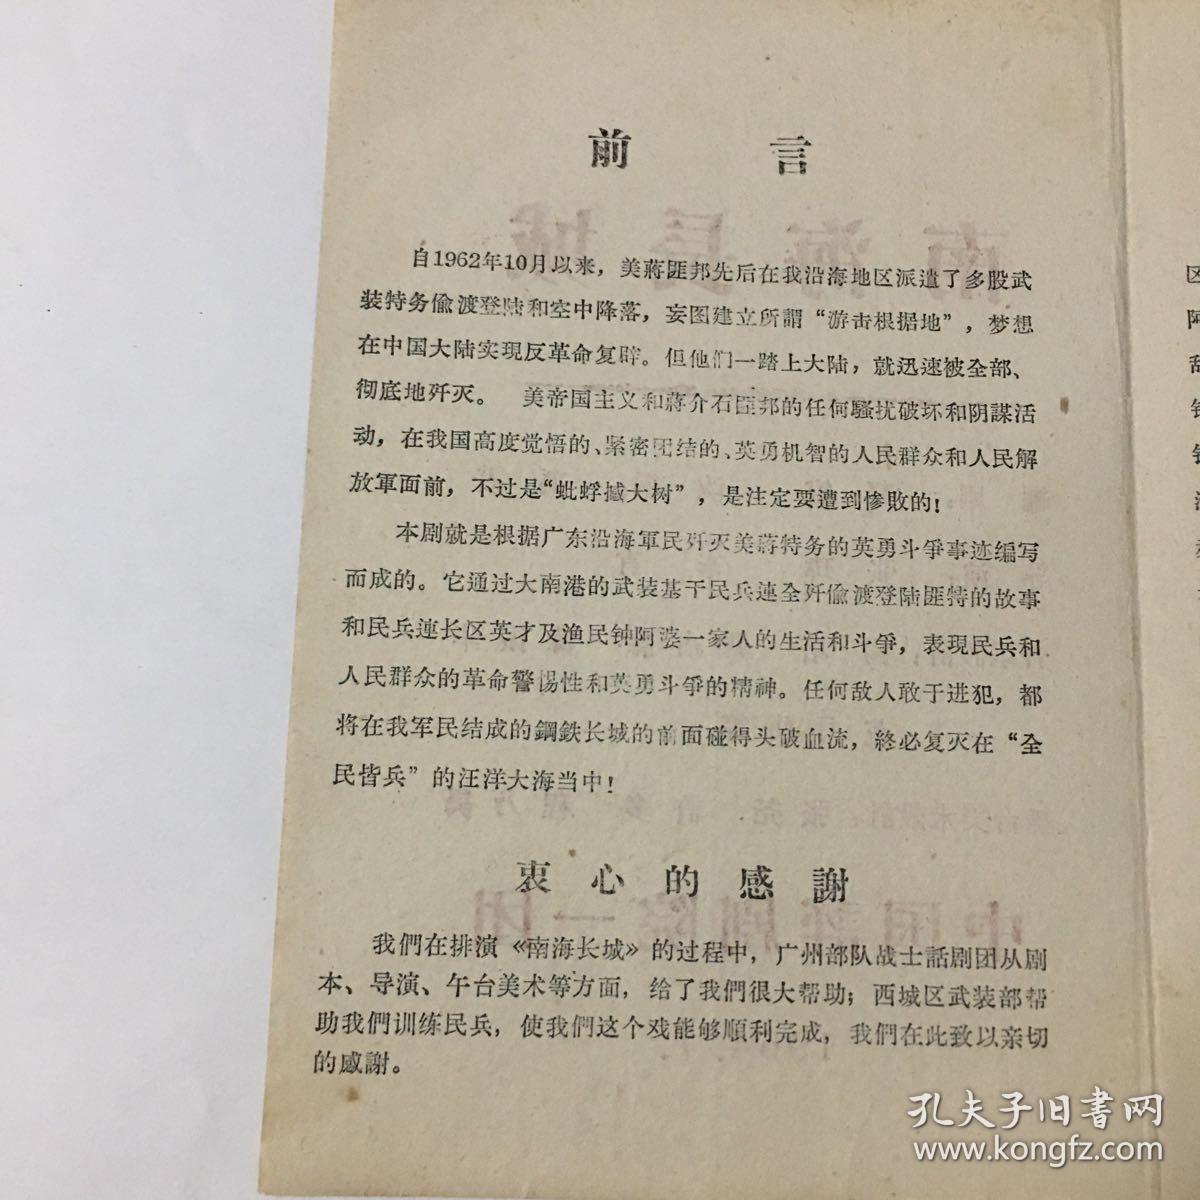 前言
自1962年10月以来，美蔣匪邦先后在我沿海地区派遣了多股武
装特务偸渡登陆和空中降落，妄图建立所謂“游击根据地”，梦想
在中国大陆实現反革命复辟。但他们一踏上大陆，就迅速被全部、
彻底地歼灭。 美帝国主义和蔣介石匪邦的任何騷扰破坏和阴謀活
动，在我国高度觉悟的、紧密团结的、英勇机智的人民群众和人民解
放軍面前，不过是“蚍蜉撼大树”，是注定要遭到惨敗的！
本剧就是根据广东沿海軍民歼灭美蔣特务的英勇斗爭事迹编写
而成的。它通过大南港的武装基干民兵連全歼偸渡登陆匪特的故事
和民兵連长区英才及渔民钟阿婆一家人的生活和斗爭，表現民兵和
人民群众的革命警惕性和英勇斗爭的精神。任何敌人敢于进犯，都
将在我军民结成的鋼鉄长城的前面碰得头破血流，終必复灭在“全
民皆兵”的汪洋大海当中！
衷心的感謝
我們在排演《南海长城》的过程中，广州部队战士話剧团从剧
本、导演、午台美术等方面，给了我們很大帮助；西城区武装部帮
助我們训练民兵，使我們这个戏能够順利完成，我們在此致以亲切
的感謝。
区
阿
敌
孔夫子旧書网
www.kongfz.com